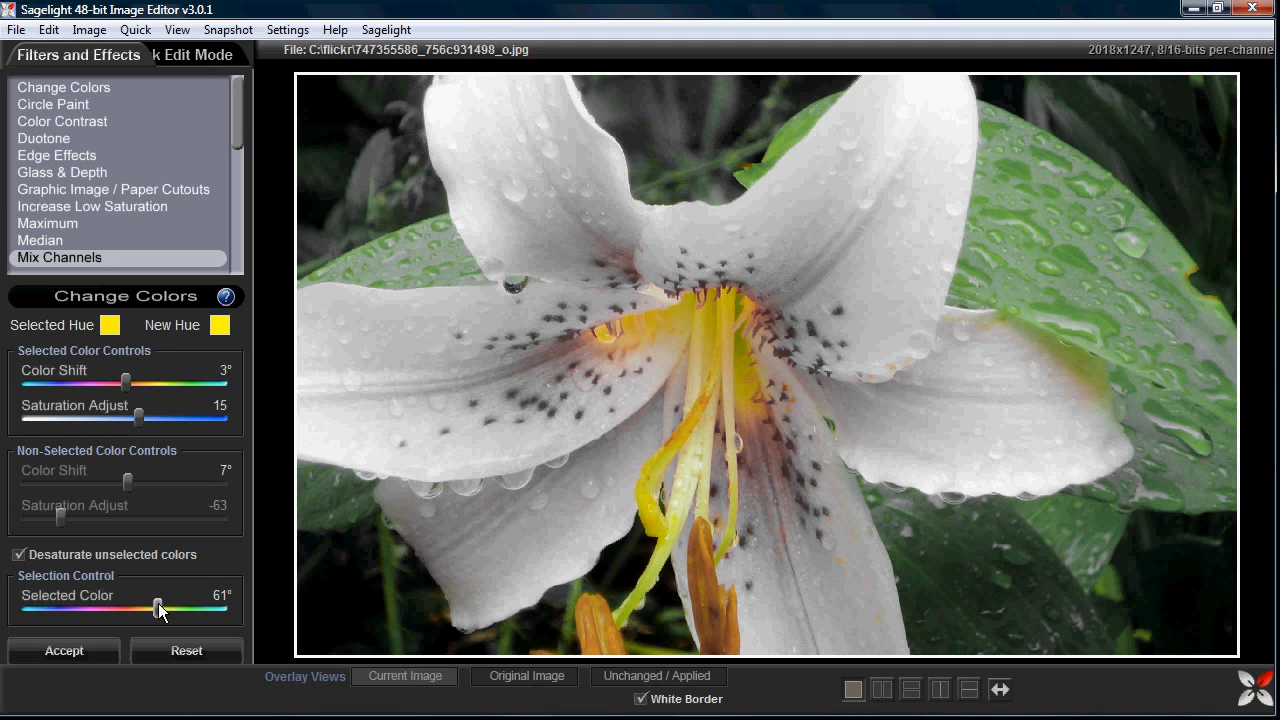 Sagelight 48-bit Image Editor v3.0.1
File Edit Image Quick View Snapshot Settings Help Sagelight
Filters and Effects k Edit Mode
File: C:\flickr\747355586_756c931498_o.jpg
2018x1247, 8/16-bits per-channe
Change Colors
Circle Paint
Color Contrast
Duotone
Edge Effects
Glass & Depth
Graphic Image / Paper Cutouts
Increase Low Saturation
Maximum
Median
Mix Channels
Change Colors ?
Selected Hue New Hue
Selected Color Controls
Color Shift 3°
Saturation Adjust 15
Non-Selected Color Controls
Color Shift 7°
Saturation Adjust -63
Desaturate unselected colors
Selection Control
Selected Color 61°
Accept Reset
Overlay Views Current Image Original Image Unchanged / Applied
White Border